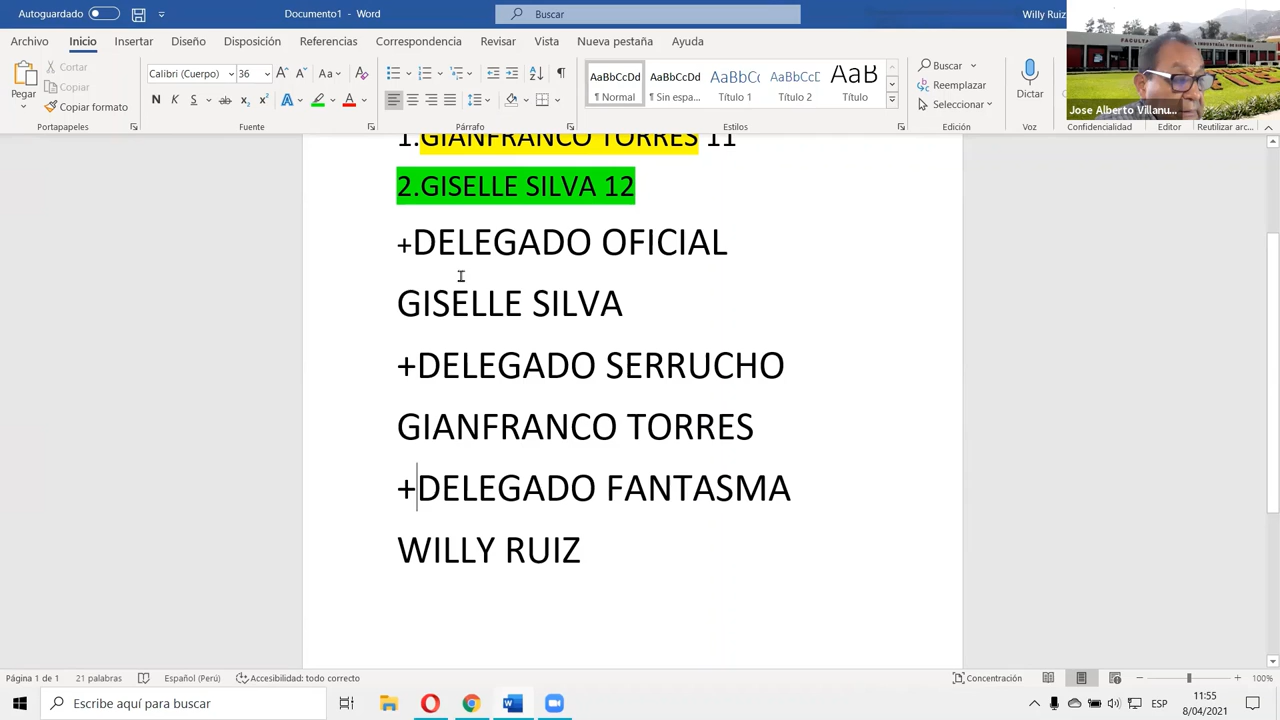 Autoguardado
Documento1 - Word
Buscar
Willy Ruiz
Archivo Inicio Insertar Diseño Disposición Referencias Correspondencia Revisar Vista Nueva pestaña Ayuda
Pegar
Cortar
Copiar
Copiar formato
Portapapeles
Calibri (Cuerpo) 36
Fuente
Párrafo
AaBbCcDd
¶ Normal
AaBbCcDd
¶ Sin espa...
AaBbC
Título 1
AaBbCcD
Título 2
AaB
Título
Estilos
Buscar
Reemplazar
Seleccionar
Edición
Dictar
Voz
Confidencialidad
Editor
Reutilizar arc...
Jose Alberto Villanu...
1.GIANFRANCO TORRES 11
2.GISELLE SILVA 12
+DELEGADO OFICIAL
GISELLE SILVA
+DELEGADO SERRUCHO
GIANFRANCO TORRES
+DELEGADO FANTASMA
WILLY RUIZ
Página 1 de 1 21 palabras Español (Perú) Accesibilidad: todo correcto Concentración 100%
Escribe aquí para buscar
ESP
11:55
8/04/2021